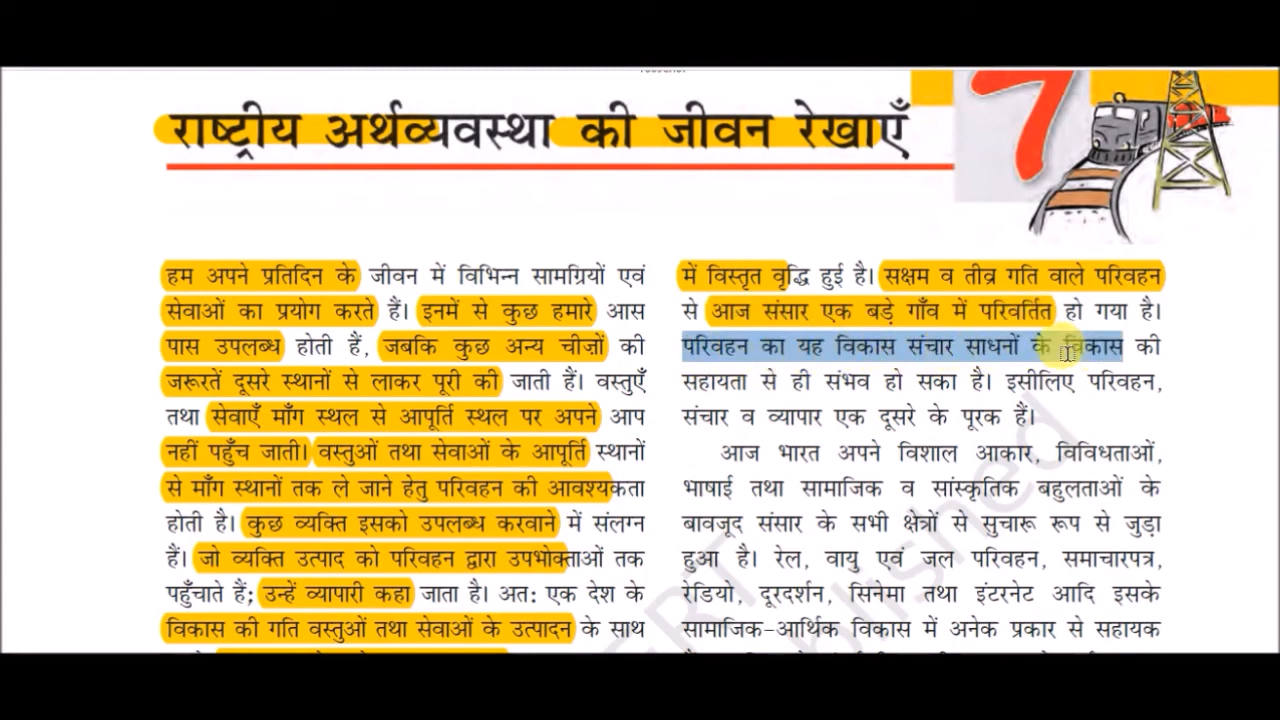 राष्ट्रीय अर्थव्यवस्था की जीवन रेखाएँ
7
हम अपने प्रतिदिन के जीवन में विभिन्न सामग्रियों एवं
सेवाओं का प्रयोग करते हैं। इनमें से कुछ हमारे आस
पास उपलब्ध होती हैं, जबकि कुछ अन्य चीज़ों की
जरूरतें दूसरे स्थानों से लाकर पूरी की जाती हैं। वस्तुएँ
तथा सेवाएँ माँग स्थल से आपूर्ति स्थल पर अपने आप
नहीं पहुँच जाती। वस्तुओं तथा सेवाओं के आपूर्ति स्थानों
से माँग स्थानों तक ले जाने हेतु परिवहन की आवश्यकता
होती है। कुछ व्यक्ति इसको उपलब्ध करवाने में संलग्न
हैं। जो व्यक्ति उत्पाद को परिवहन द्वारा उपभोक्ताओं तक
पहुँचाते हैं; उन्हें व्यापारी कहा जाता है। अत: एक देश के
विकास की गति वस्तुओं तथा सेवाओं के उत्पादन के साथ
में विस्तृत वृद्धि हुई है। सक्षम व तीव्र गति वाले परिवहन
से आज संसार एक बड़े गाँव में परिवर्तित हो गया है।
परिवहन का यह विकास संचार साधनों के विकास की
सहायता से ही संभव हो सका है। इसीलिए परिवहन,
संचार व व्यापार एक दूसरे के पूरक हैं।
आज भारत अपने विशाल आकार, विविधताओं,
भाषाई तथा सामाजिक व सांस्कृतिक बहुलताओं के
बावजूद संसार के सभी क्षेत्रों से सुचारू रूप से जुड़ा
हुआ है। रेल, वायु एवं जल परिवहन, समाचारपत्र,
रेडियो, दूरदर्शन, सिनेमा तथा इंटरनेट आदि इसके
सामाजिक-आर्थिक विकास में अनेक प्रकार से सहायक